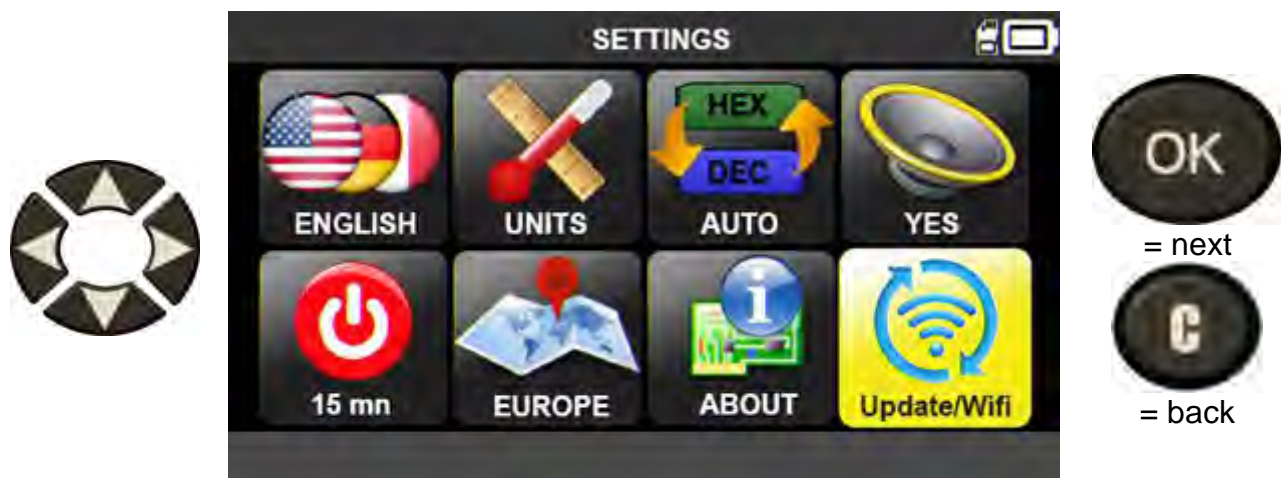 SETTINGS
HEX
DEC
ENGLISH
UNITS
AUTO
YES
15 mn
EUROPE
ABOUT
Update/Wifi
OK
= next
C
= back